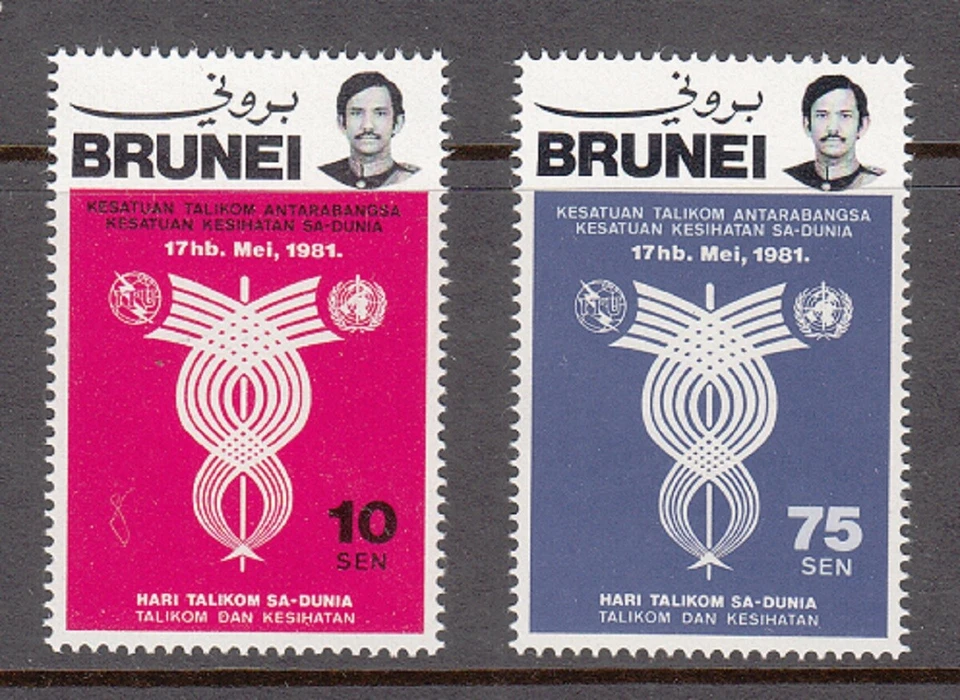 بروني
BRUNEI
KESATUAN TALIKOM ANTARABANGSA
KESATUAN KESIHATAN SA-DUNIA
17hb. Mei, 1981.
ITU
10
SEN
HARI TALIKOM SA-DUNIA
TALIKOM DAN KESIHATAN
بروني
BRUNEI
KESATUAN TALIKOM ANTARABANGSA
KESATUAN KESIHATAN SA-DUNIA
17hb. Mei, 1981.
ITU
75
SEN
HARI TALIKOM SA-DUNIA
TALIKOM DAN KESIHATAN